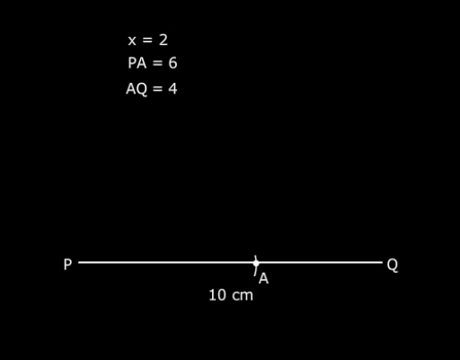 x = 2
PA = 6
AQ = 4
P
A
Q
10 cm